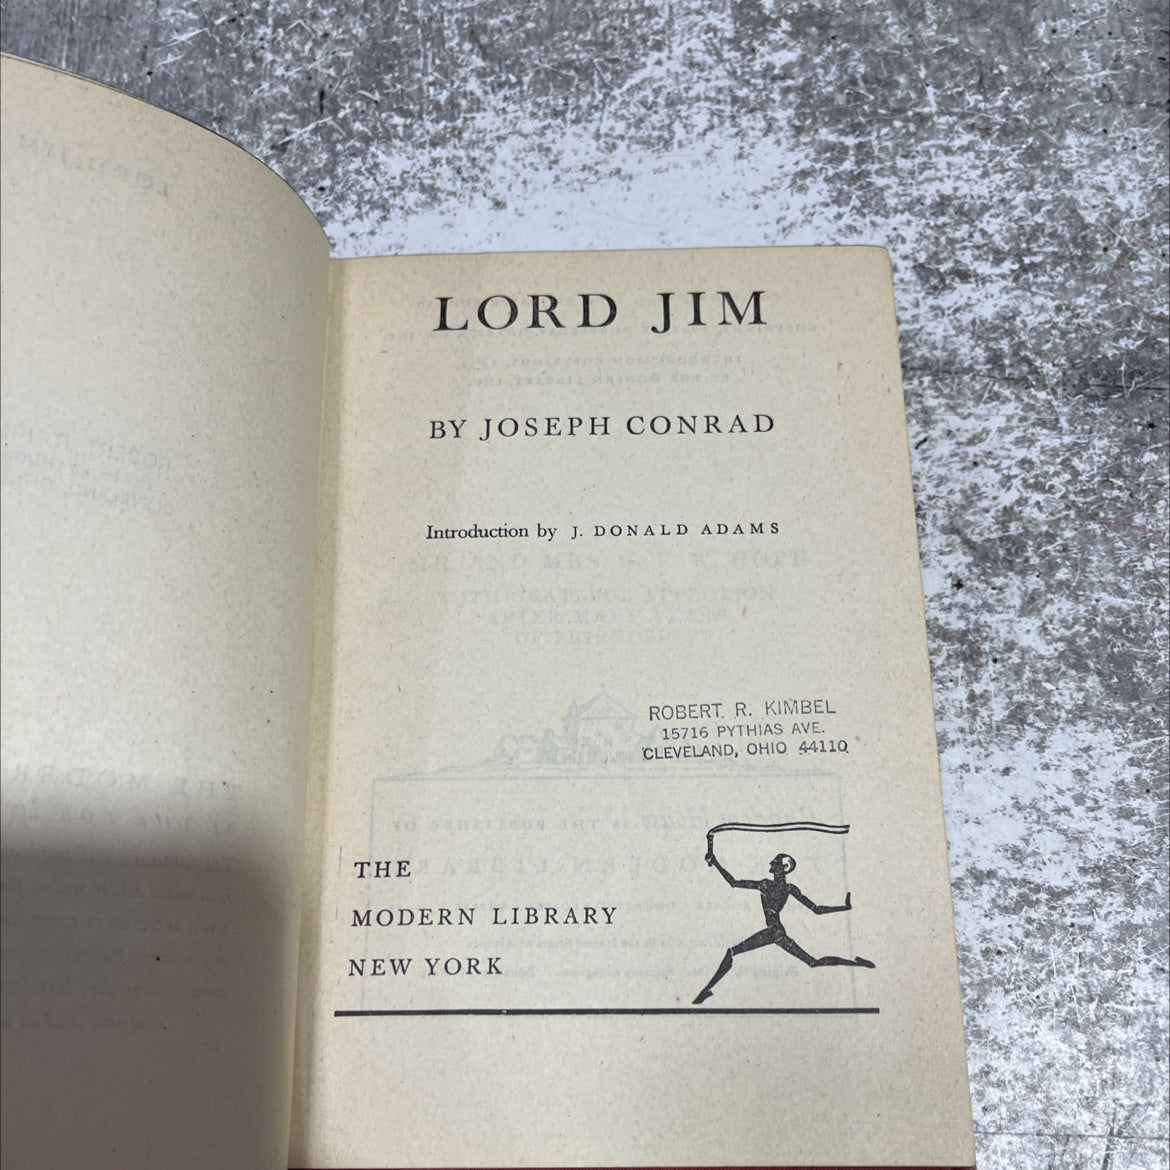 LORD JIM
BY JOSEPH CONRAD
Introduction by J. DONALD ADAMS
ROBERT R. KIMBEL
15716 PYTHIAS AVE.
CLEVELAND, OHIO 44110
THE
MODERN LIBRARY
NEW YORK